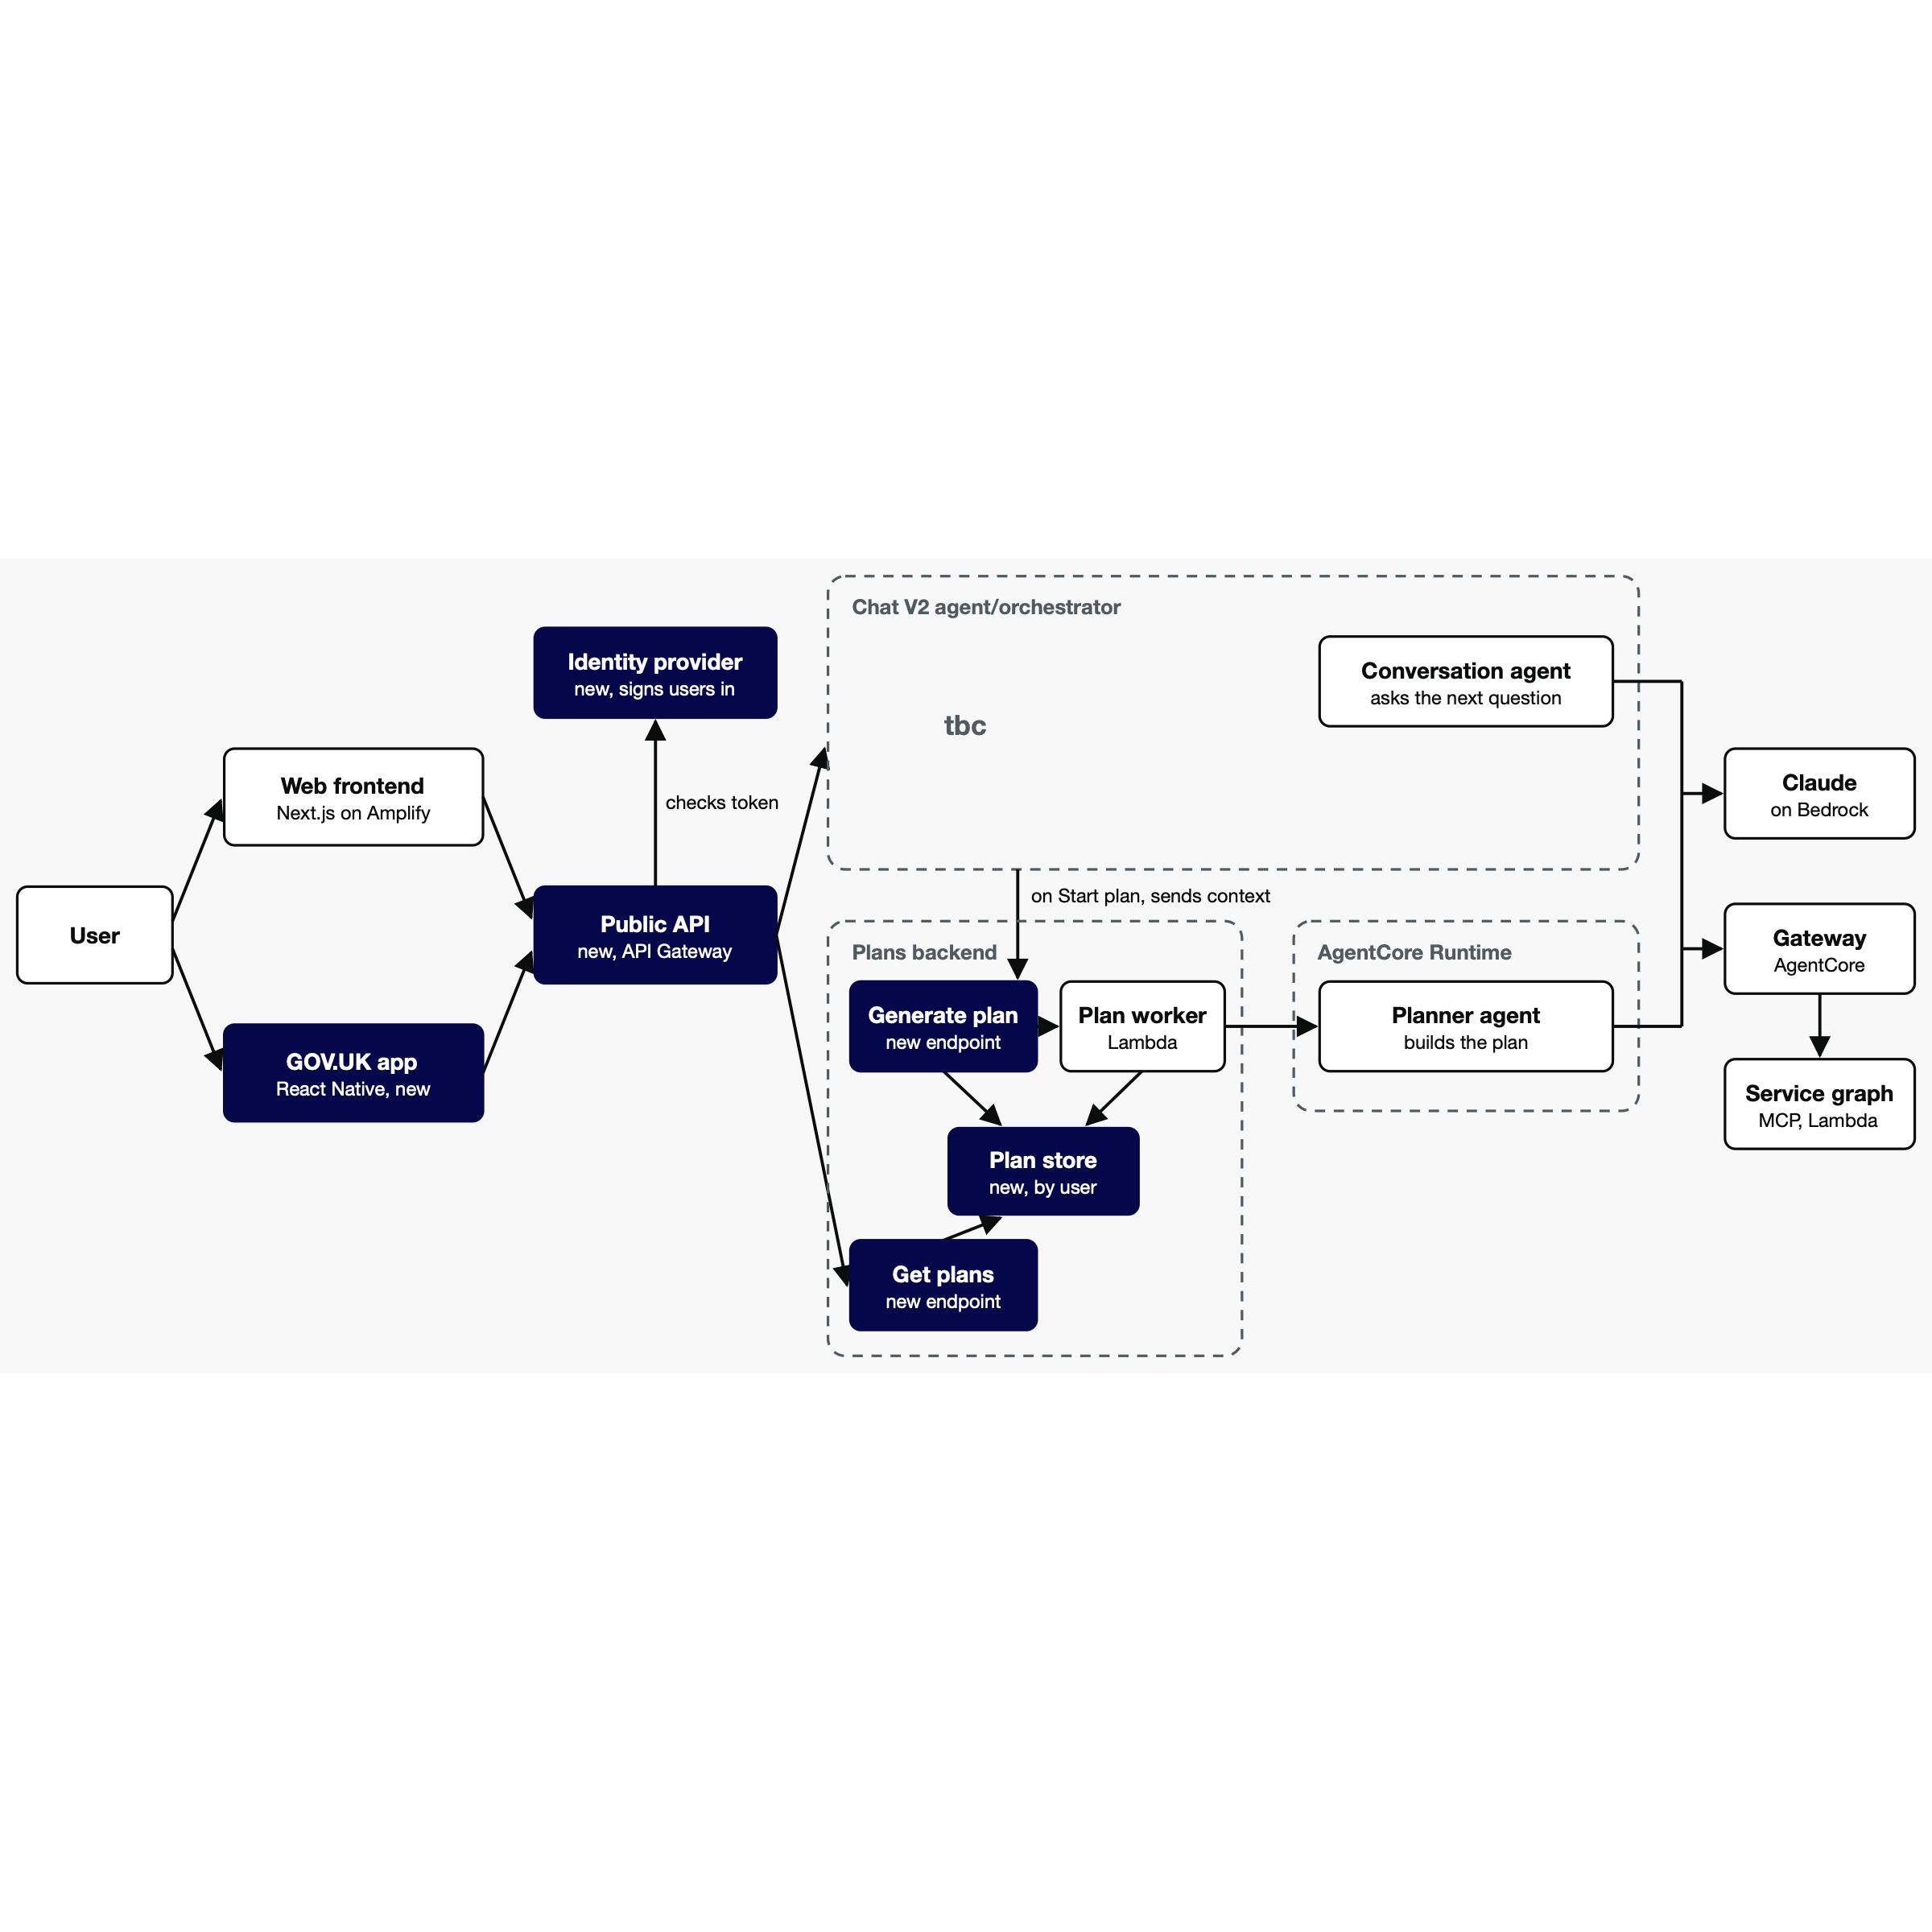 Chat V2 agent/orchestrator
Identity provider
new, signs users in
Conversation agent
asks the next question
tbc
Web frontend
Next.js on Amplify
checks token
Claude
on Bedrock
User
Public API
new, API Gateway
on Start plan, sends context
Plans backend
AgentCore Runtime
Gateway
AgentCore
Generate plan
new endpoint
Plan worker
Lambda
Planner agent
builds the plan
GOV.UK app
React Native, new
Service graph
MCP, Lambda
Plan store
new, by user
Get plans
new endpoint